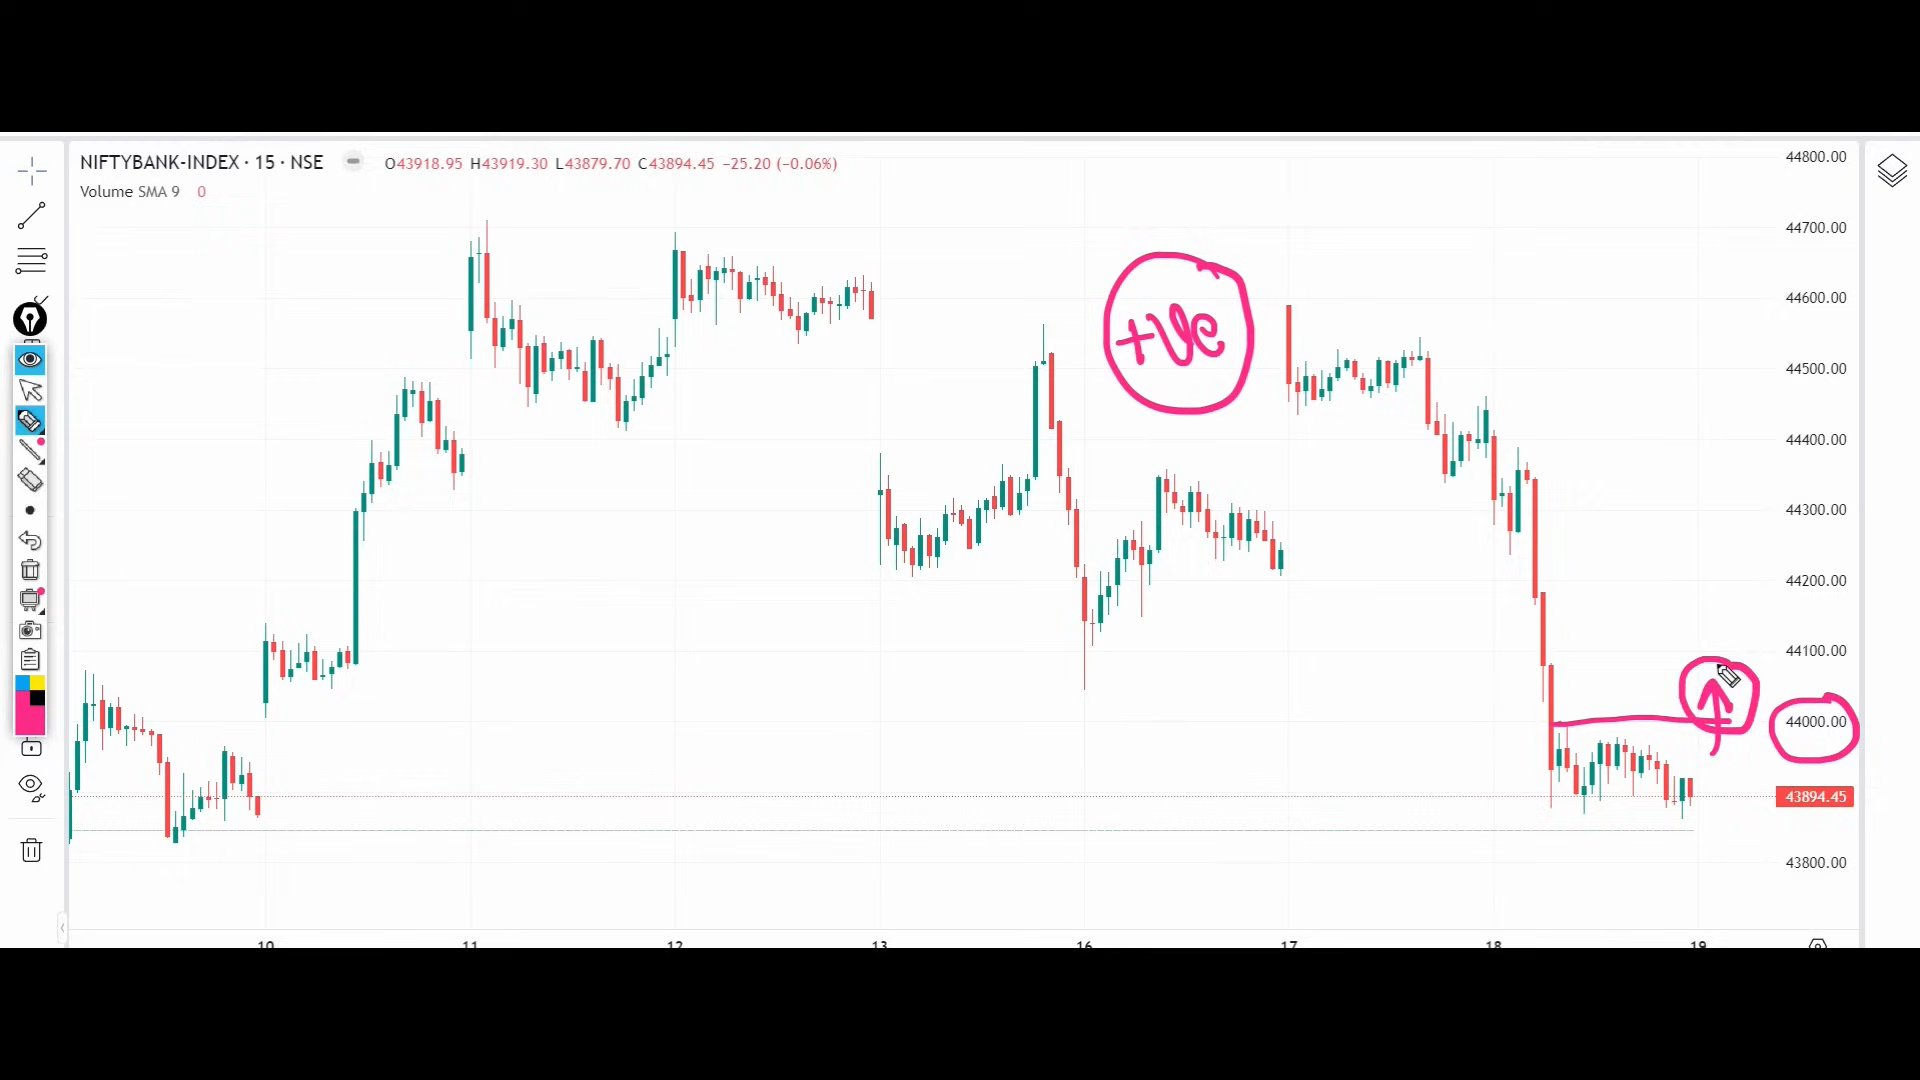 NIFTYBANK-INDEX · 15 · NSE O43918.95 H43919.30 L43879.70 C43894.45 −25.20 (−0.06%)
Volume SMA 9 0
44800.00
44700.00
44600.00
+ve
44500.00
44400.00
44300.00
44200.00
44100.00
44000.00
43894.45
43800.00
10 11 12 13 16 17 18 19